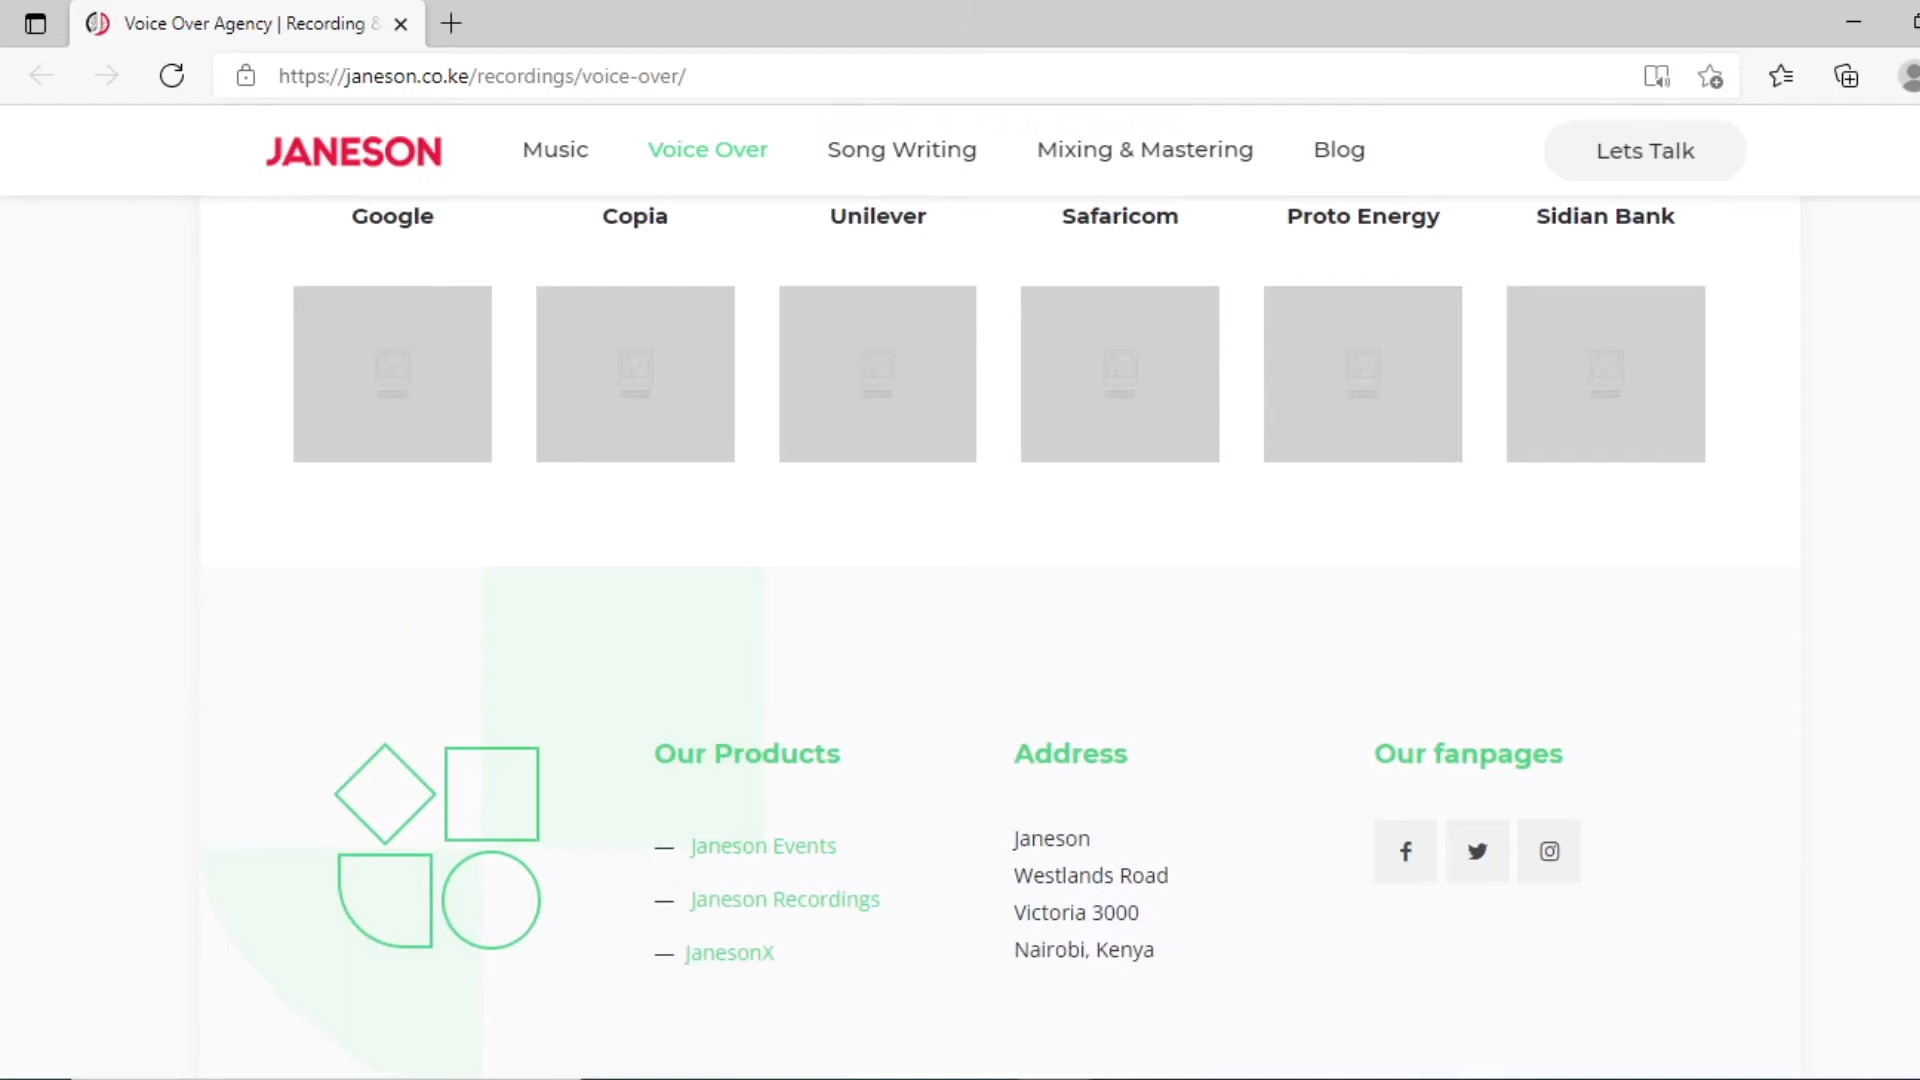 Voice Over Agency | Recording &
https://janeson.co.ke/recordings/voice-over/
JANESON
Music
Voice Over
Song Writing
Mixing & Mastering
Blog
Lets Talk
Google
Copia
Unilever
Safaricom
Proto Energy
Sidian Bank
Our Products
— Janeson Events
— Janeson Recordings
— JanesonX
Address
Janeson
Westlands Road
Victoria 3000
Nairobi, Kenya
Our fanpages